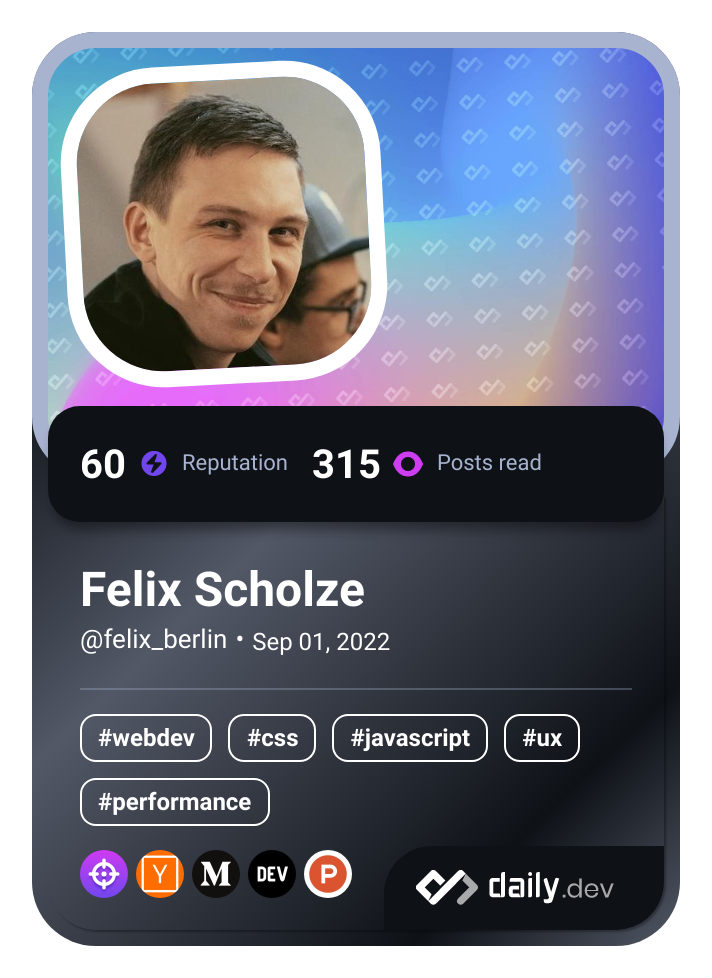 60 Reputation 315 Posts read
Felix Scholze
@felix_berlin • Sep 01, 2022
#webdev #css #javascript #ux
#performance
Y M DEV P
daily.dev